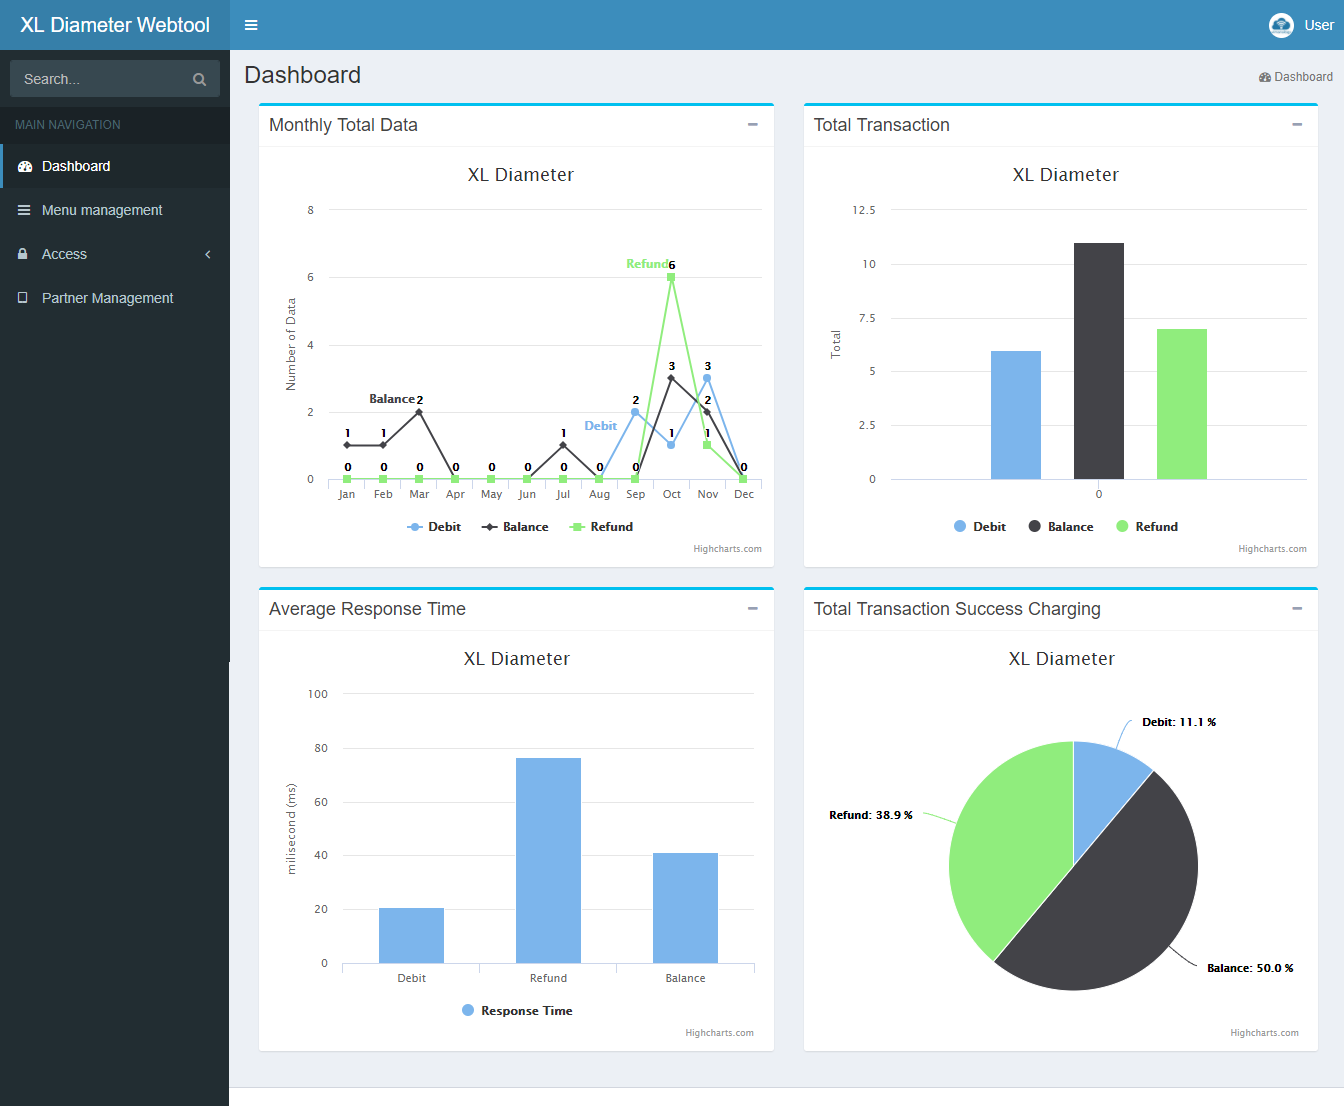 XL Diameter Webtool
User
Search...
MAIN NAVIGATION
Dashboard
Menu management
Access
Partner Management
Dashboard
Dashboard
Monthly Total Data
XL Diameter
Number of Data
8
6
4
2
0
Refund
6
Balance
2
3
3
Debit
2
2
1
1
1
1
1
0
0
0
0
0
0
0
0
0
0
Jan Feb Mar Apr May Jun Jul Aug Sep Oct Nov Dec
Debit Balance Refund
Highcharts.com
Total Transaction
XL Diameter
Total
12.5
10
7.5
5
2.5
0
0
Debit Balance Refund
Highcharts.com
Average Response Time
XL Diameter
milisecond (ms)
100
80
60
40
20
0
Debit Refund Balance
Response Time
Highcharts.com
Total Transaction Success Charging
XL Diameter
Debit: 11.1 %
Refund: 38.9 %
Balance: 50.0 %
Highcharts.com